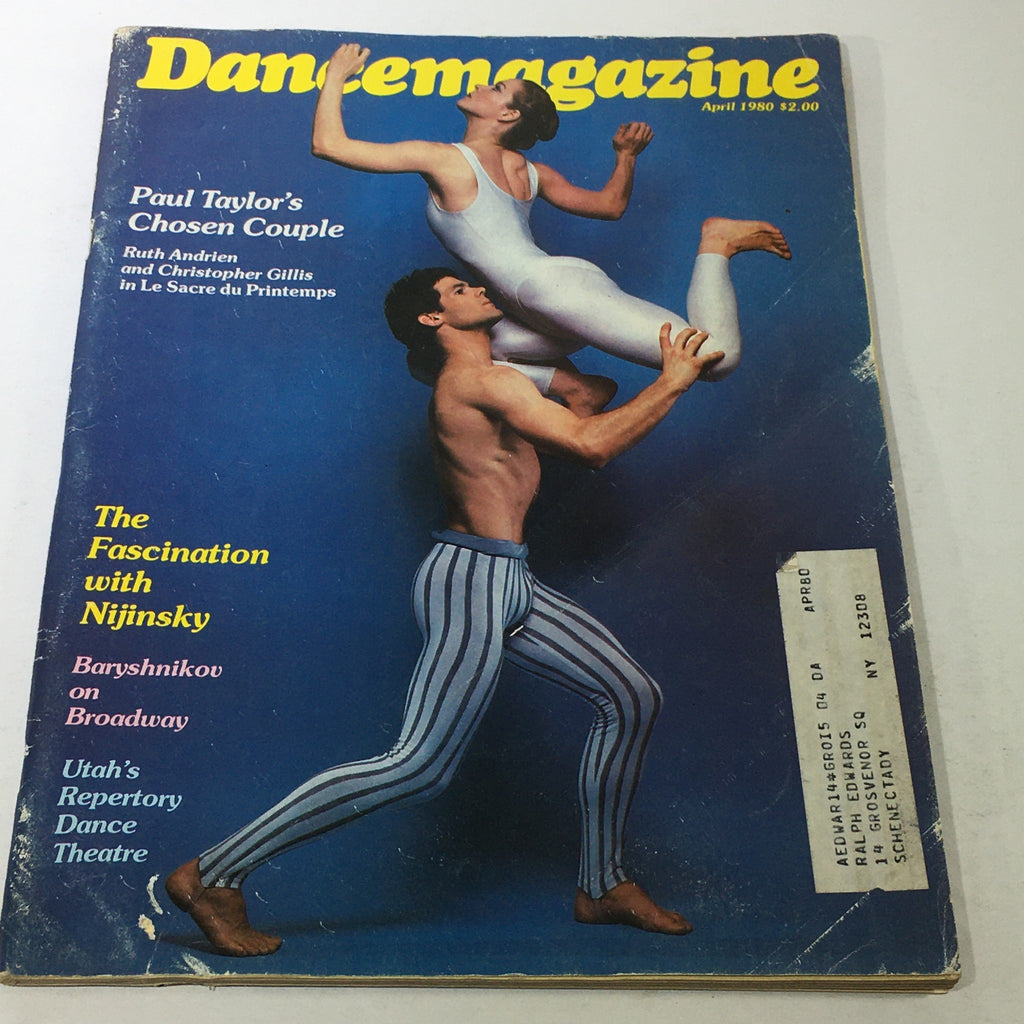 Dancemagazine
April 1980 $2.00
Paul Taylor's
Chosen Couple
Ruth Andrien
and Christopher Gillis
in Le Sacre du Printemps
The
Fascination
with
Nijinsky
Baryshnikov
on
Broadway
Utah's
Repertory
Dance
Theatre
AEDWAR14*GROI5 04 DA APR80
RALPH EDWARDS
14 GROSVENOR SQ
SCHENECTADY NY 12308